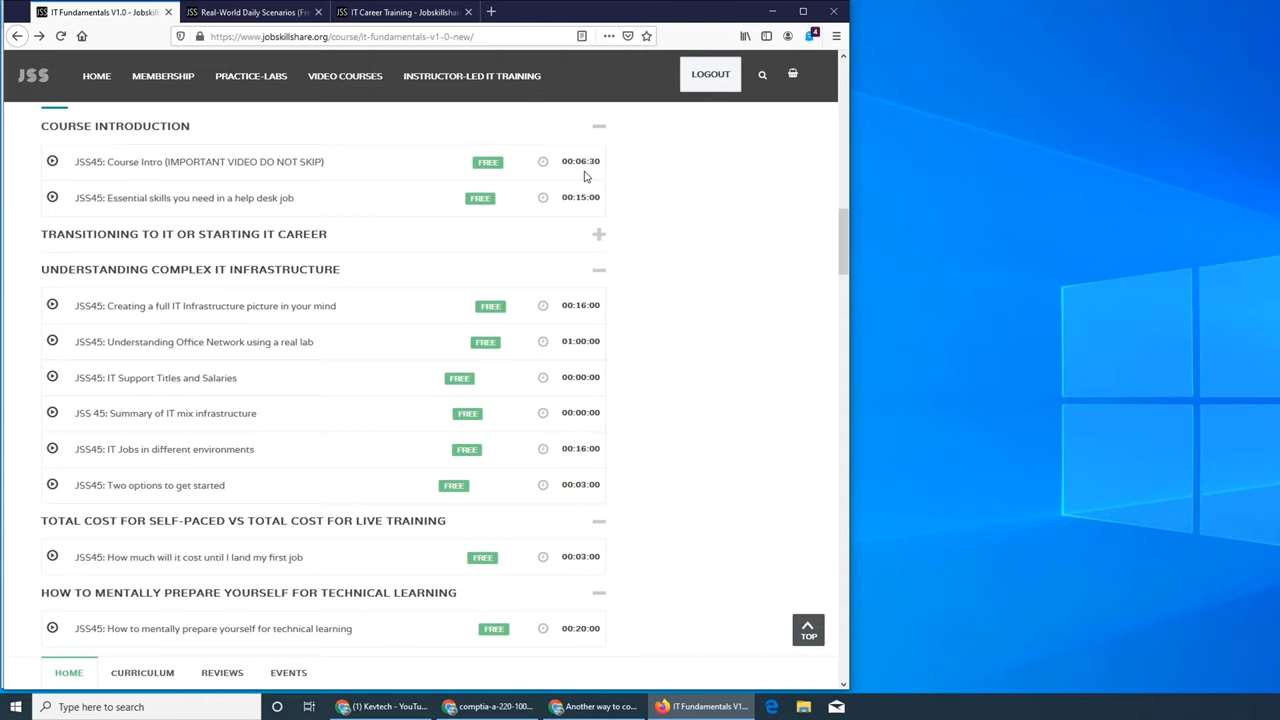 IT Fundamentals V1.0 - Jobskill
Real-World Daily Scenarios (Fre
IT Career Training - Jobskillsha
https://www.jobskillshare.org/course/it-fundamentals-v1-0-new/
4
JSS HOME MEMBERSHIP PRACTICE-LABS VIDEO COURSES INSTRUCTOR-LED IT TRAINING LOGOUT
COURSE INTRODUCTION
JSS45: Course Intro (IMPORTANT VIDEO DO NOT SKIP) FREE 00:06:30
JSS45: Essential skills you need in a help desk job FREE 00:15:00
TRANSITIONING TO IT OR STARTING IT CAREER
UNDERSTANDING COMPLEX IT INFRASTRUCTURE
JSS45: Creating a full IT Infrastructure picture in your mind FREE 00:16:00
JSS45: Understanding Office Network using a real lab FREE 01:00:00
JSS45: IT Support Titles and Salaries FREE 00:00:00
JSS 45: Summary of IT mix infrastructure FREE 00:00:00
JSS45: IT Jobs in different environments FREE 00:16:00
JSS45: Two options to get started FREE 00:03:00
TOTAL COST FOR SELF-PACED VS TOTAL COST FOR LIVE TRAINING
JSS45: How much will it cost until I land my first job FREE 00:03:00
HOW TO MENTALLY PREPARE YOURSELF FOR TECHNICAL LEARNING
JSS45: How to mentally prepare yourself for technical learning FREE 00:20:00
TOP
HOME CURRICULUM REVIEWS EVENTS
Type here to search
(1) Kevtech - YouTu...
comptia-a-220-100...
Another way to co...
IT Fundamentals V1...